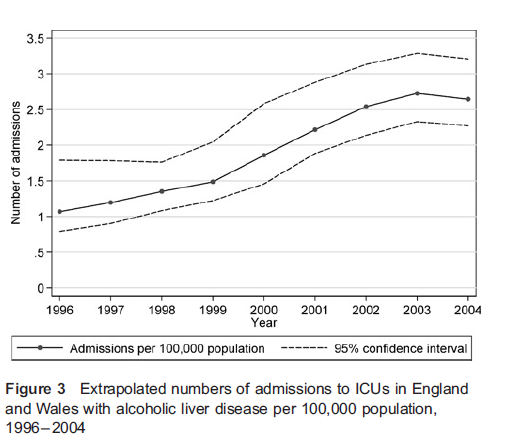 3.5
3
2.5
2
1.5
1
.5
0
Number of admissions
1996 1997 1998 1999 2000 2001 2002 2003 2004
Year
Admissions per 100,000 population 95% confidence interval
Figure 3 Extrapolated numbers of admissions to ICUs in England
and Wales with alcoholic liver disease per 100,000 population,
1996–2004